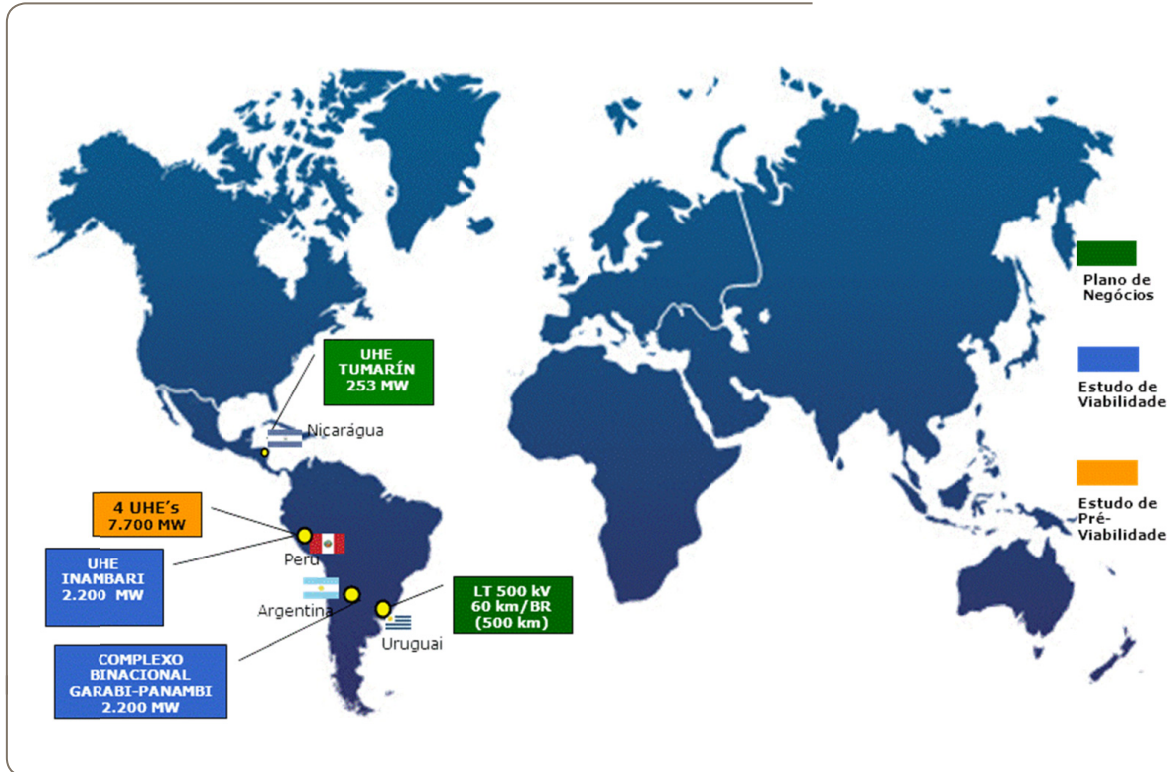 UHE
TUMARÍN
253 MW
Nicarágua
4 UHE's
7.700 MW
Peru
UHE
INAMBARI
2.200 MW
Argentina
LT 500 kV
60 km/BR
(500 km)
Uruguai
COMPLEXO
BINACIONAL
GARABI-PANAMBI
2.200 MW
Plano de
Negócios
Estudo de
Viabilidade
Estudo de
Pré-
Viabilidade